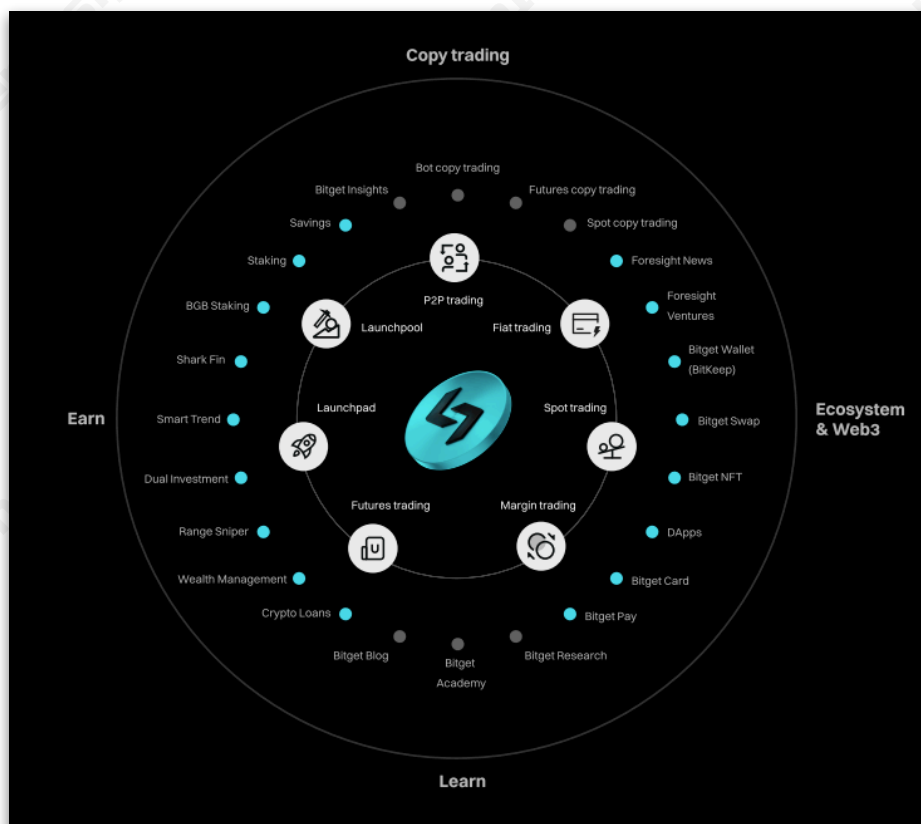 Copy trading
Bot copy trading
Bitget Insights
Futures copy trading
Savings
Spot copy trading
Staking
Foresight News
P2P trading
BGB Staking
Foresight
Ventures
Launchpool
Fiat trading
Shark Fin
Bitget Wallet
(BitKeep)
Launchpad
Spot trading
Earn
Smart Trend
Bitget Swap
Ecosystem
& Web3
Dual Investment
Bitget NFT
Futures trading
Margin trading
Range Sniper
DApps
Wealth Management
Bitget Card
Crypto Loans
Bitget Pay
Bitget Blog
Bitget
Academy
Bitget Research
Learn